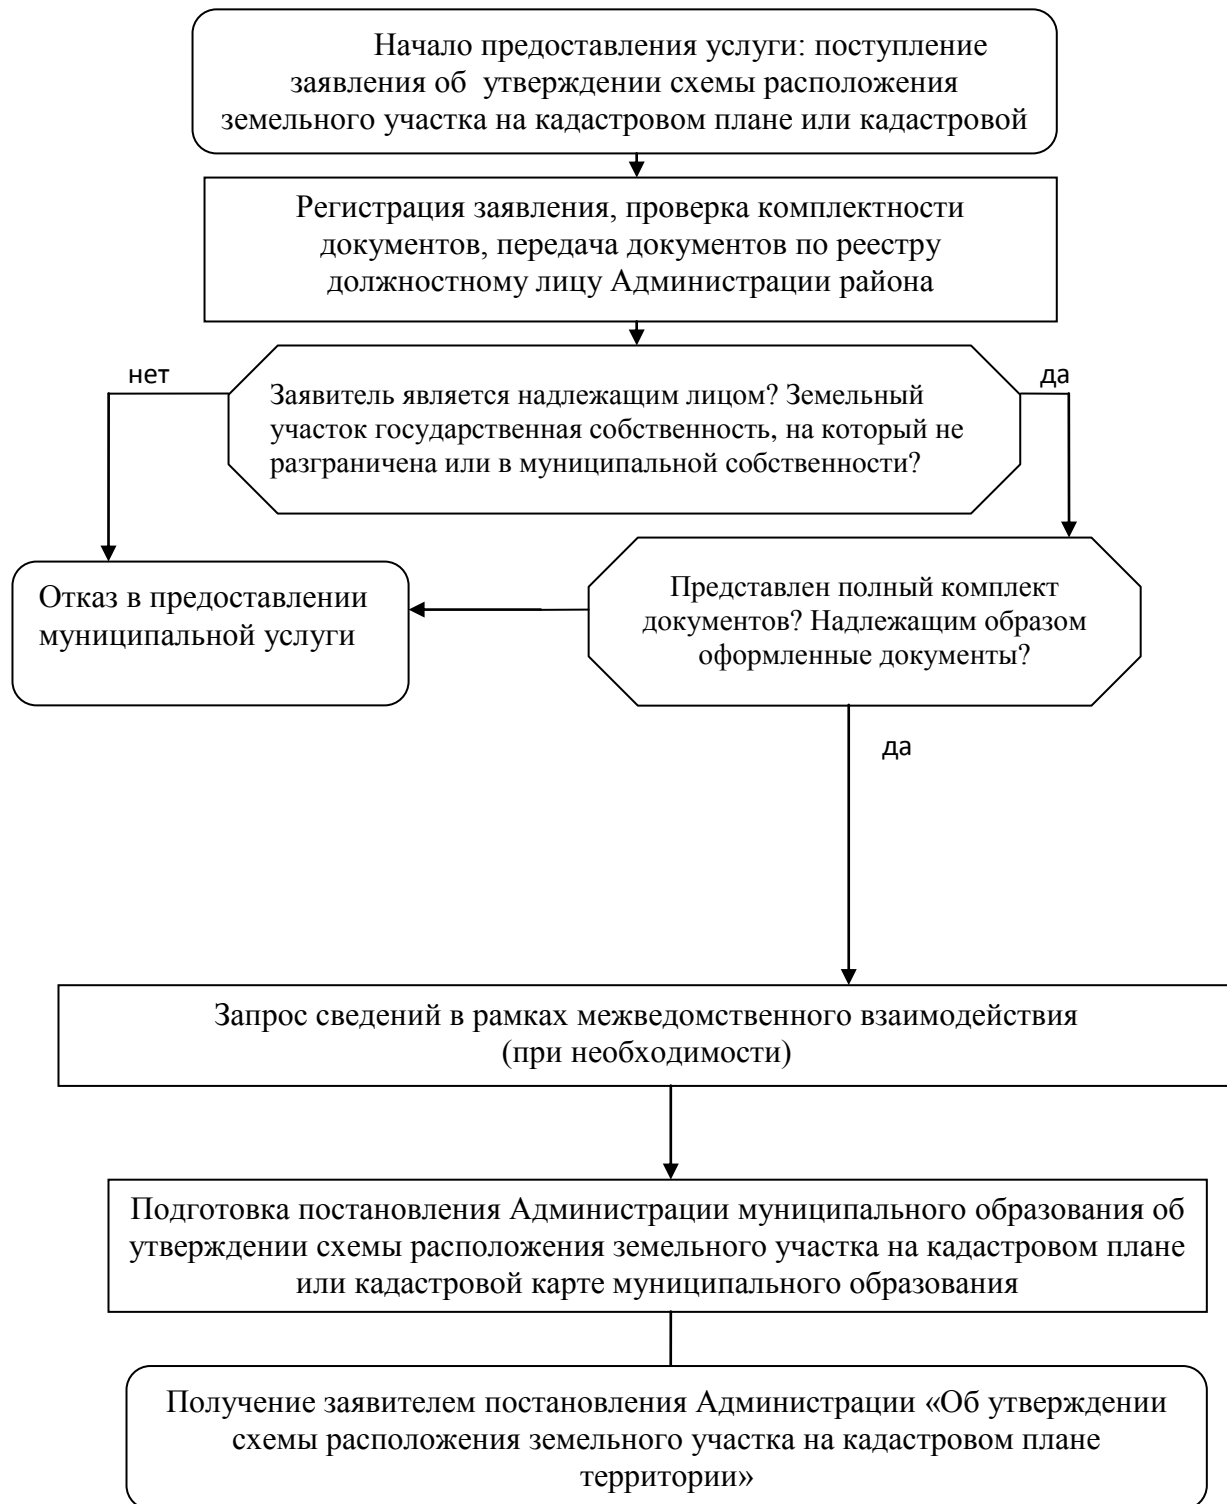 Начало предоставления услуги: поступление
заявления об утверждении схемы расположения
земельного участка на кадастровом плане или кадастровой
Регистрация заявления, проверка комплектности
документов, передача документов по реестру
должностному лицу Администрации района
нет
да
Заявитель является надлежащим лицом? Земельный
участок государственная собственность, на который не
разграничена или в муниципальной собственности?
Отказ в предоставлении
муниципальной услуги
Представлен полный комплект
документов? Надлежащим образом
оформленные документы?
да
Запрос сведений в рамках межведомственного взаимодействия
(при необходимости)
Подготовка постановления Администрации муниципального образования об
утверждении схемы расположения земельного участка на кадастровом плане
или кадастровой карте муниципального образования
Получение заявителем постановления Администрации «Об утверждении
схемы расположения земельного участка на кадастровом плане
территории»